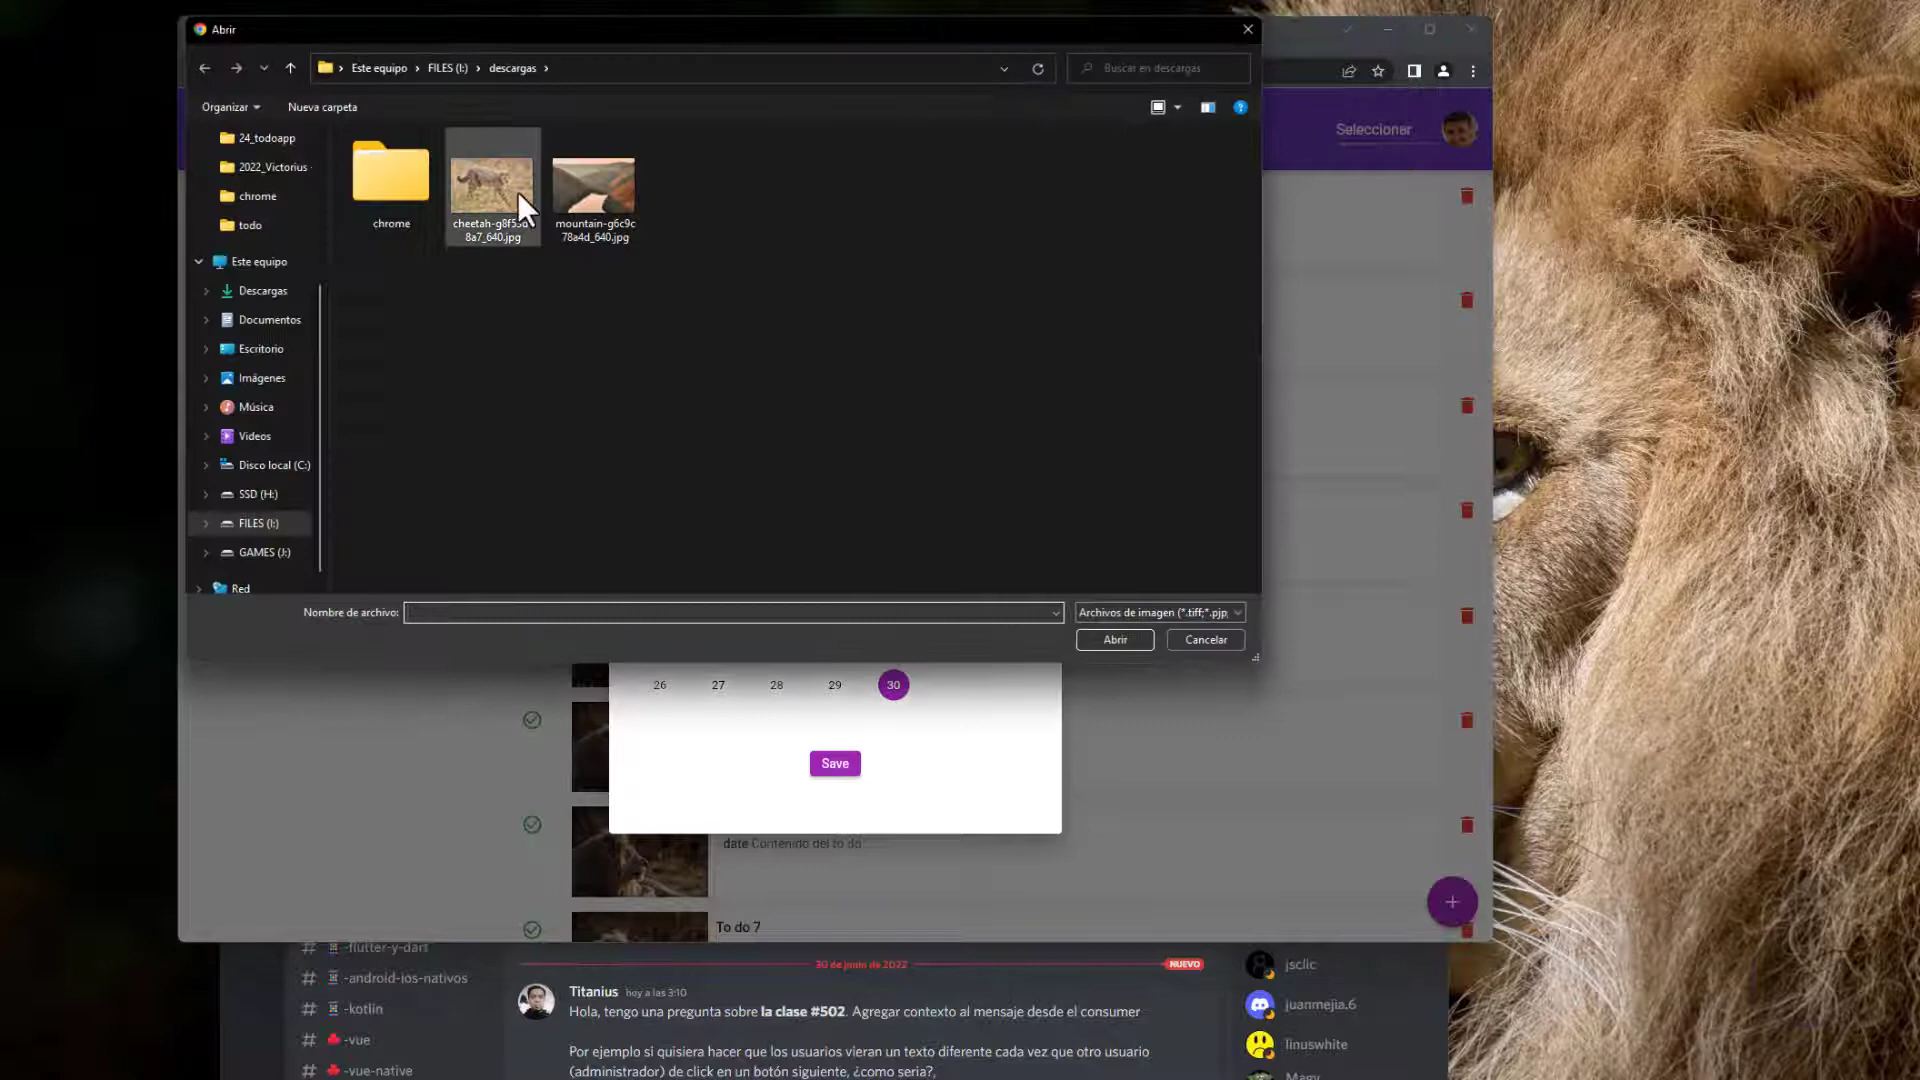 Abrir
Este equipo > FILES (I:) > descargas >
Buscar en descargas
Organizar
Nueva carpeta
24_todoapp
2022_Victorius
chrome
todo
Este equipo
Descargas
Documentos
Escritorio
Imágenes
Música
Videos
Disco local (C:)
SSD (H:)
FILES (I:)
GAMES (J:)
Red
chrome
8a7_640.jpg
mountain-g6c9c
78a4d_640.jpg
Nombre de archivo:
Archivos de imagen (*.tiff;*.pjp
Abrir
Cancelar
Seleccionar
26 27 28 29 30
Save
date Contenido del to do
To do 7
# -flutter-y-dart
# -android-ios-nativos
# -kotlin
# -vue
# -vue-native
30 de junio de 2022
NUEVO
Titanius hoy a las 3:10
Hola, tengo una pregunta sobre la clase #502. Agregar contexto al mensaje desde el consumer
Por ejemplo si quisiera hacer que los usuarios vieran un texto diferente cada vez que otro usuario
(administrador) de click en un botón siguiente, ¿como seria?,
jsclic
juanmejia.6
linuswhite